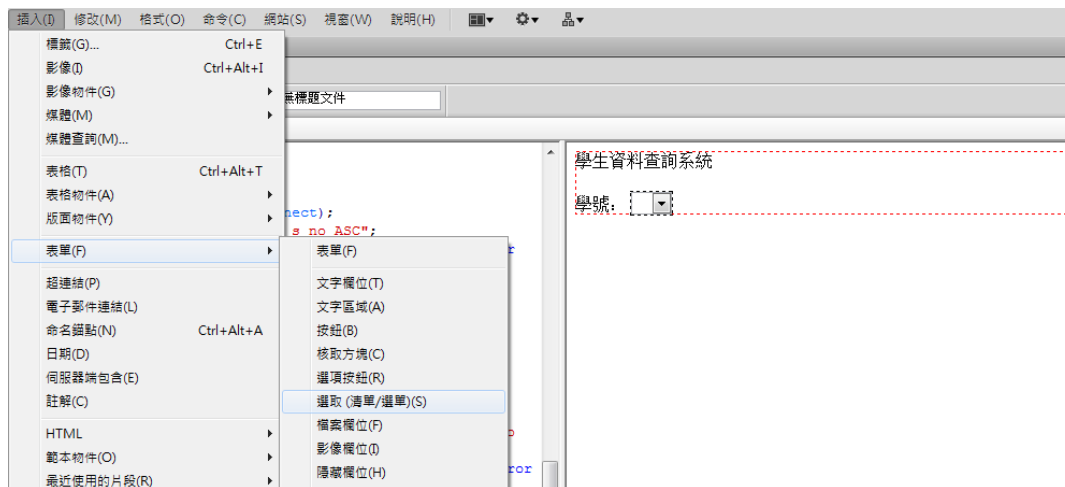 插入(I) 修改(M) 格式(O) 命令(C) 網站(S) 視窗(W) 說明(H)
標籤(G)... Ctrl+E
影像(I) Ctrl+Alt+I
影像物件(G)
媒體(M)
媒體查詢(M)...
表格(T) Ctrl+Alt+T
表格物件(A)
版面物件(Y)
表單(F)
超連結(P)
電子郵件連結(L)
命名錨點(N) Ctrl+Alt+A
日期(D)
伺服器端包含(E)
註解(C)
HTML
範本物件(O)
最近使用的片段(R)
表單(F)
文字欄位(T)
文字區域(A)
按鈕(B)
核取方塊(C)
選項按鈕(R)
選取 (清單/選單)(S)
檔案欄位(F)
影像欄位(I)
隱藏欄位(H)
無標題文件
nect);
s_no ASC";
r
ror
學生資料查詢系統
學號：